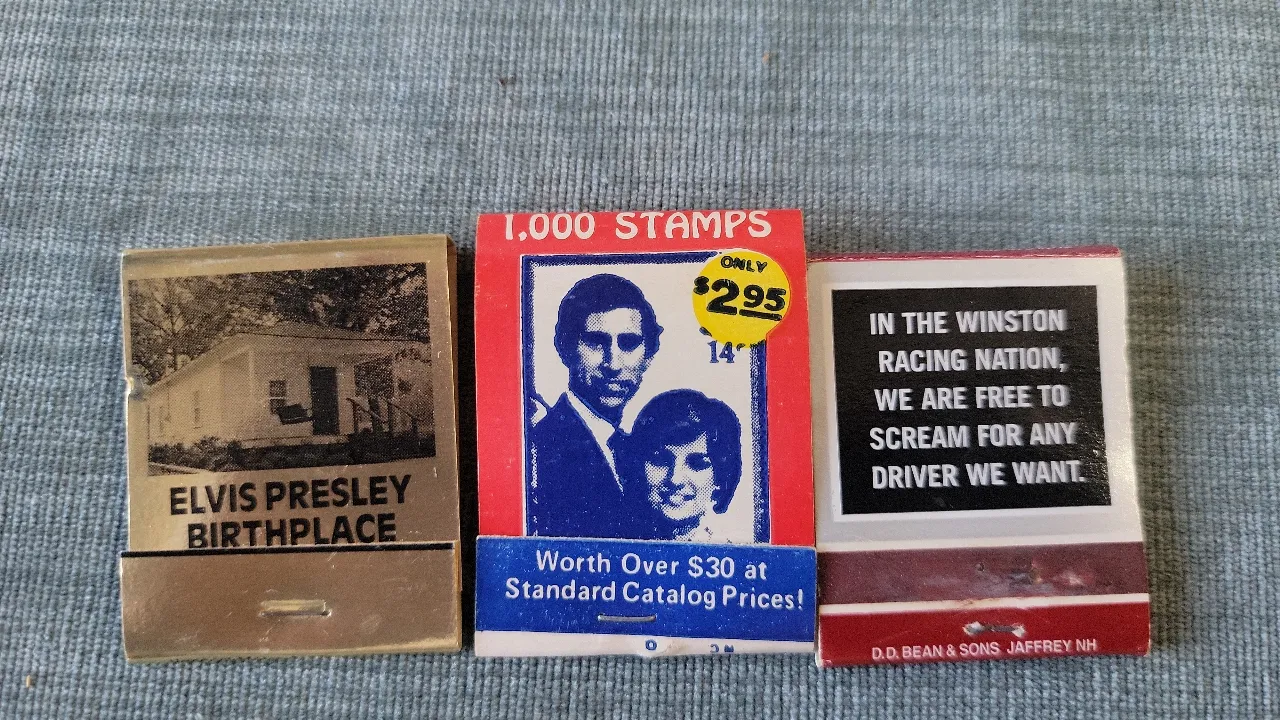 ELVIS PRESLEY
BIRTHPLACE
1,000 STAMPS
ONLY
$2.95
14
Worth Over $30 at
Standard Catalog Prices!
IN THE WINSTON
RACING NATION,
WE ARE FREE TO
SCREAM FOR ANY
DRIVER WE WANT.
D.D. BEAN & SONS JAFFREY NH